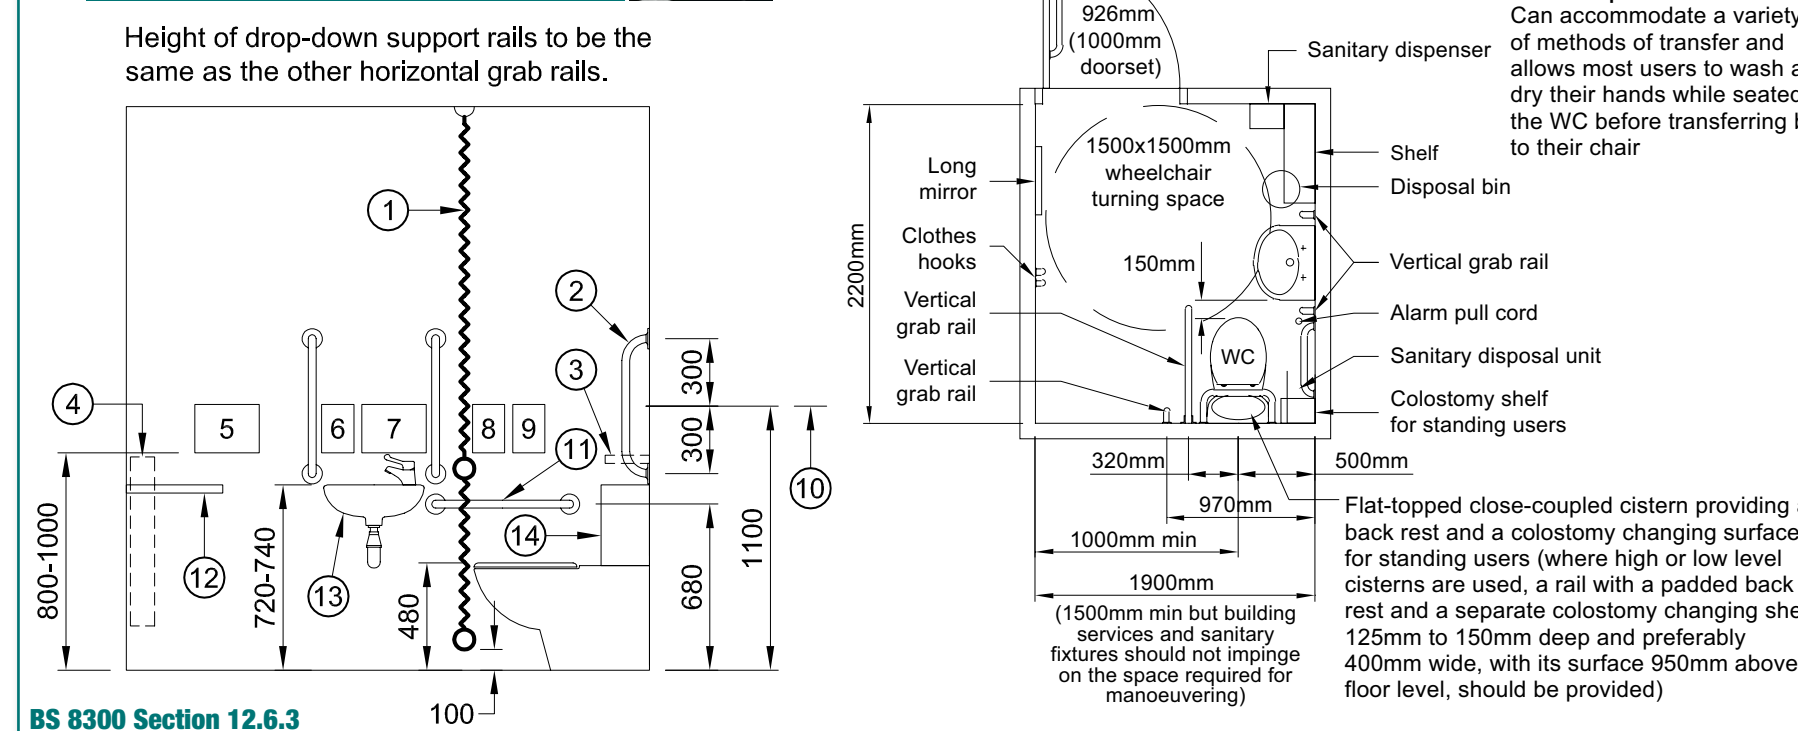 Height of drop-down support rails to be the
same as the other horizontal grab rails.
1
2
3
4
5
6
7
8
9
10
11
12
13
14
300
300
800-1000
720-740
480
680
1100
100
BS 8300 Section 12.6.3
926mm
(1000mm
doorset)
Sanitary dispenser
Can accommodate a variety
of methods of transfer and
allows most users to wash
dry their hands while seated
the WC before transferring
to their chair
1500x1500mm
wheelchair
turning space
Long
mirror
Shelf
Disposal bin
Clothes
hooks
2200mm
150mm
Vertical grab rail
Vertical
grab rail
Alarm pull cord
WC
Sanitary disposal unit
Vertical
grab rail
Colostomy shelf
for standing users
320mm
500mm
970mm
1000mm min
1900mm
(1500mm min but building
services and sanitary
fixtures should not impinge
on the space required for
manoeuvering)
Flat-topped close-coupled cistern providing
back rest and a colostomy changing surface
for standing users (where high or low level
cisterns are used, a rail with a padded back
rest and a separate colostomy changing
125mm to 150mm deep and preferably
400mm wide, with its surface 950mm above
floor level, should be provided)